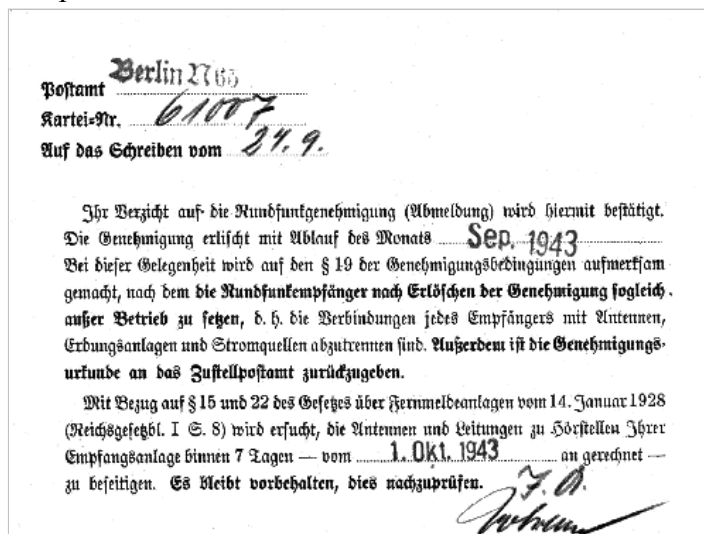 Postamt Berlin N 65
Kartei-Nr. 61007
Auf das Schreiben vom 24. 9.
Ihr Verzicht auf die Rundfunkgenehmigung (Abmeldung) wird hiermit bestätigt.
Die Genehmigung erlischt mit Ablauf des Monats Sep. 1943
Bei dieser Gelegenheit wird auf den § 19 der Genehmigungsbedingungen aufmerksam
gemacht, nach dem die Rundfunkempfänger nach Erlöschen der Genehmigung sogleich
außer Betrieb zu setzen, d. h. die Verbindungen jedes Empfängers mit Antennen,
Erdungsanlagen und Stromquellen abzutrennen sind. Außerdem ist die Genehmigungs-
urkunde an das Zustellpostamt zurückzugeben.
Mit Bezug auf § 15 und 22 des Gesetzes über Fernmeldeanlagen vom 14. Januar 1928
(Reichsgesetzbl. I S. 8) wird ersucht, die Antennen und Leitungen zu Hörstellen Ihrer
Empfangsanlage binnen 7 Tagen — vom 1. Okt. 1943 an gerechnet —
zu beseitigen. Es bleibt vorbehalten, dies nachzuprüfen.
J. A.